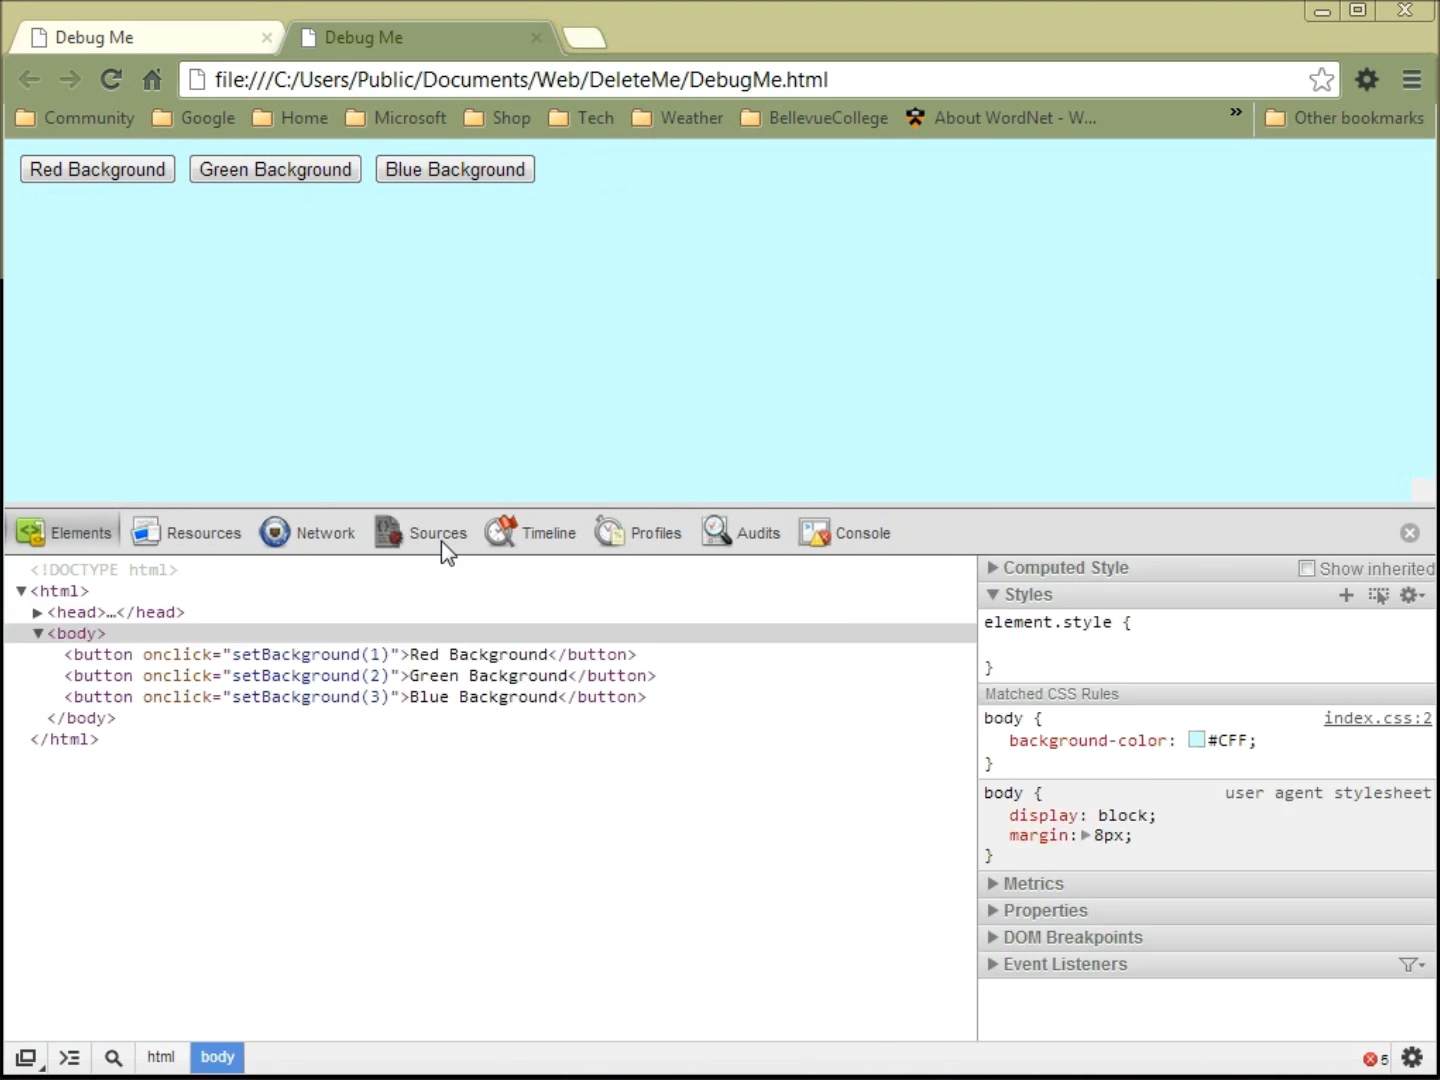 Debug Me
Debug Me
file:///C:/Users/Public/Documents/Web/DeleteMe/DebugMe.html
Community Google Home Microsoft Shop Tech Weather BellevueCollege About WordNet - W... » Other bookmarks
Red Background Green Background Blue Background
Elements Resources Network Sources Timeline Profiles Audits Console
<!DOCTYPE html>
▼<html>
▶<head>…</head>
▼<body>
<button onclick="setBackground(1)">Red Background</button>
<button onclick="setBackground(2)">Green Background</button>
<button onclick="setBackground(3)">Blue Background</button>
</body>
</html>
▶ Computed Style Show inherited
▼ Styles
element.style {
}
Matched CSS Rules
body { index.css:2
background-color: #CFF;
}
body { user agent stylesheet
display: block;
margin:▶8px;
}
▶ Metrics
▶ Properties
▶ DOM Breakpoints
▶ Event Listeners
html body 5